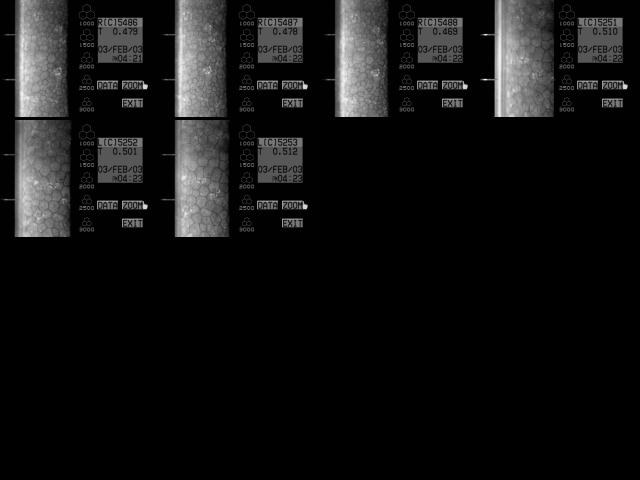 R(C)5486
T 0.479
03/FEB/03
PM04:21
1000
1500
2000
2500
3000
DATA ZOOM
EXIT
R(C)5487
T 0.478
03/FEB/03
PM04:22
1000
1500
2000
2500
3000
DATA ZOOM
EXIT
R(C)5488
T 0.469
03/FEB/03
PM04:22
1000
1500
2000
2500
3000
DATA ZOOM
EXIT
L(C)5251
T 0.510
03/FEB/03
PM04:23
1000
1500
2000
2500
3000
DATA ZOOM
EXIT
L(C)5252
T 0.501
03/FEB/03
PM04:23
1000
1500
2000
2500
3000
DATA ZOOM
EXIT
L(C)5253
T 0.512
03/FEB/03
PM04:23
1000
1500
2000
2500
3000
DATA ZOOM
EXIT